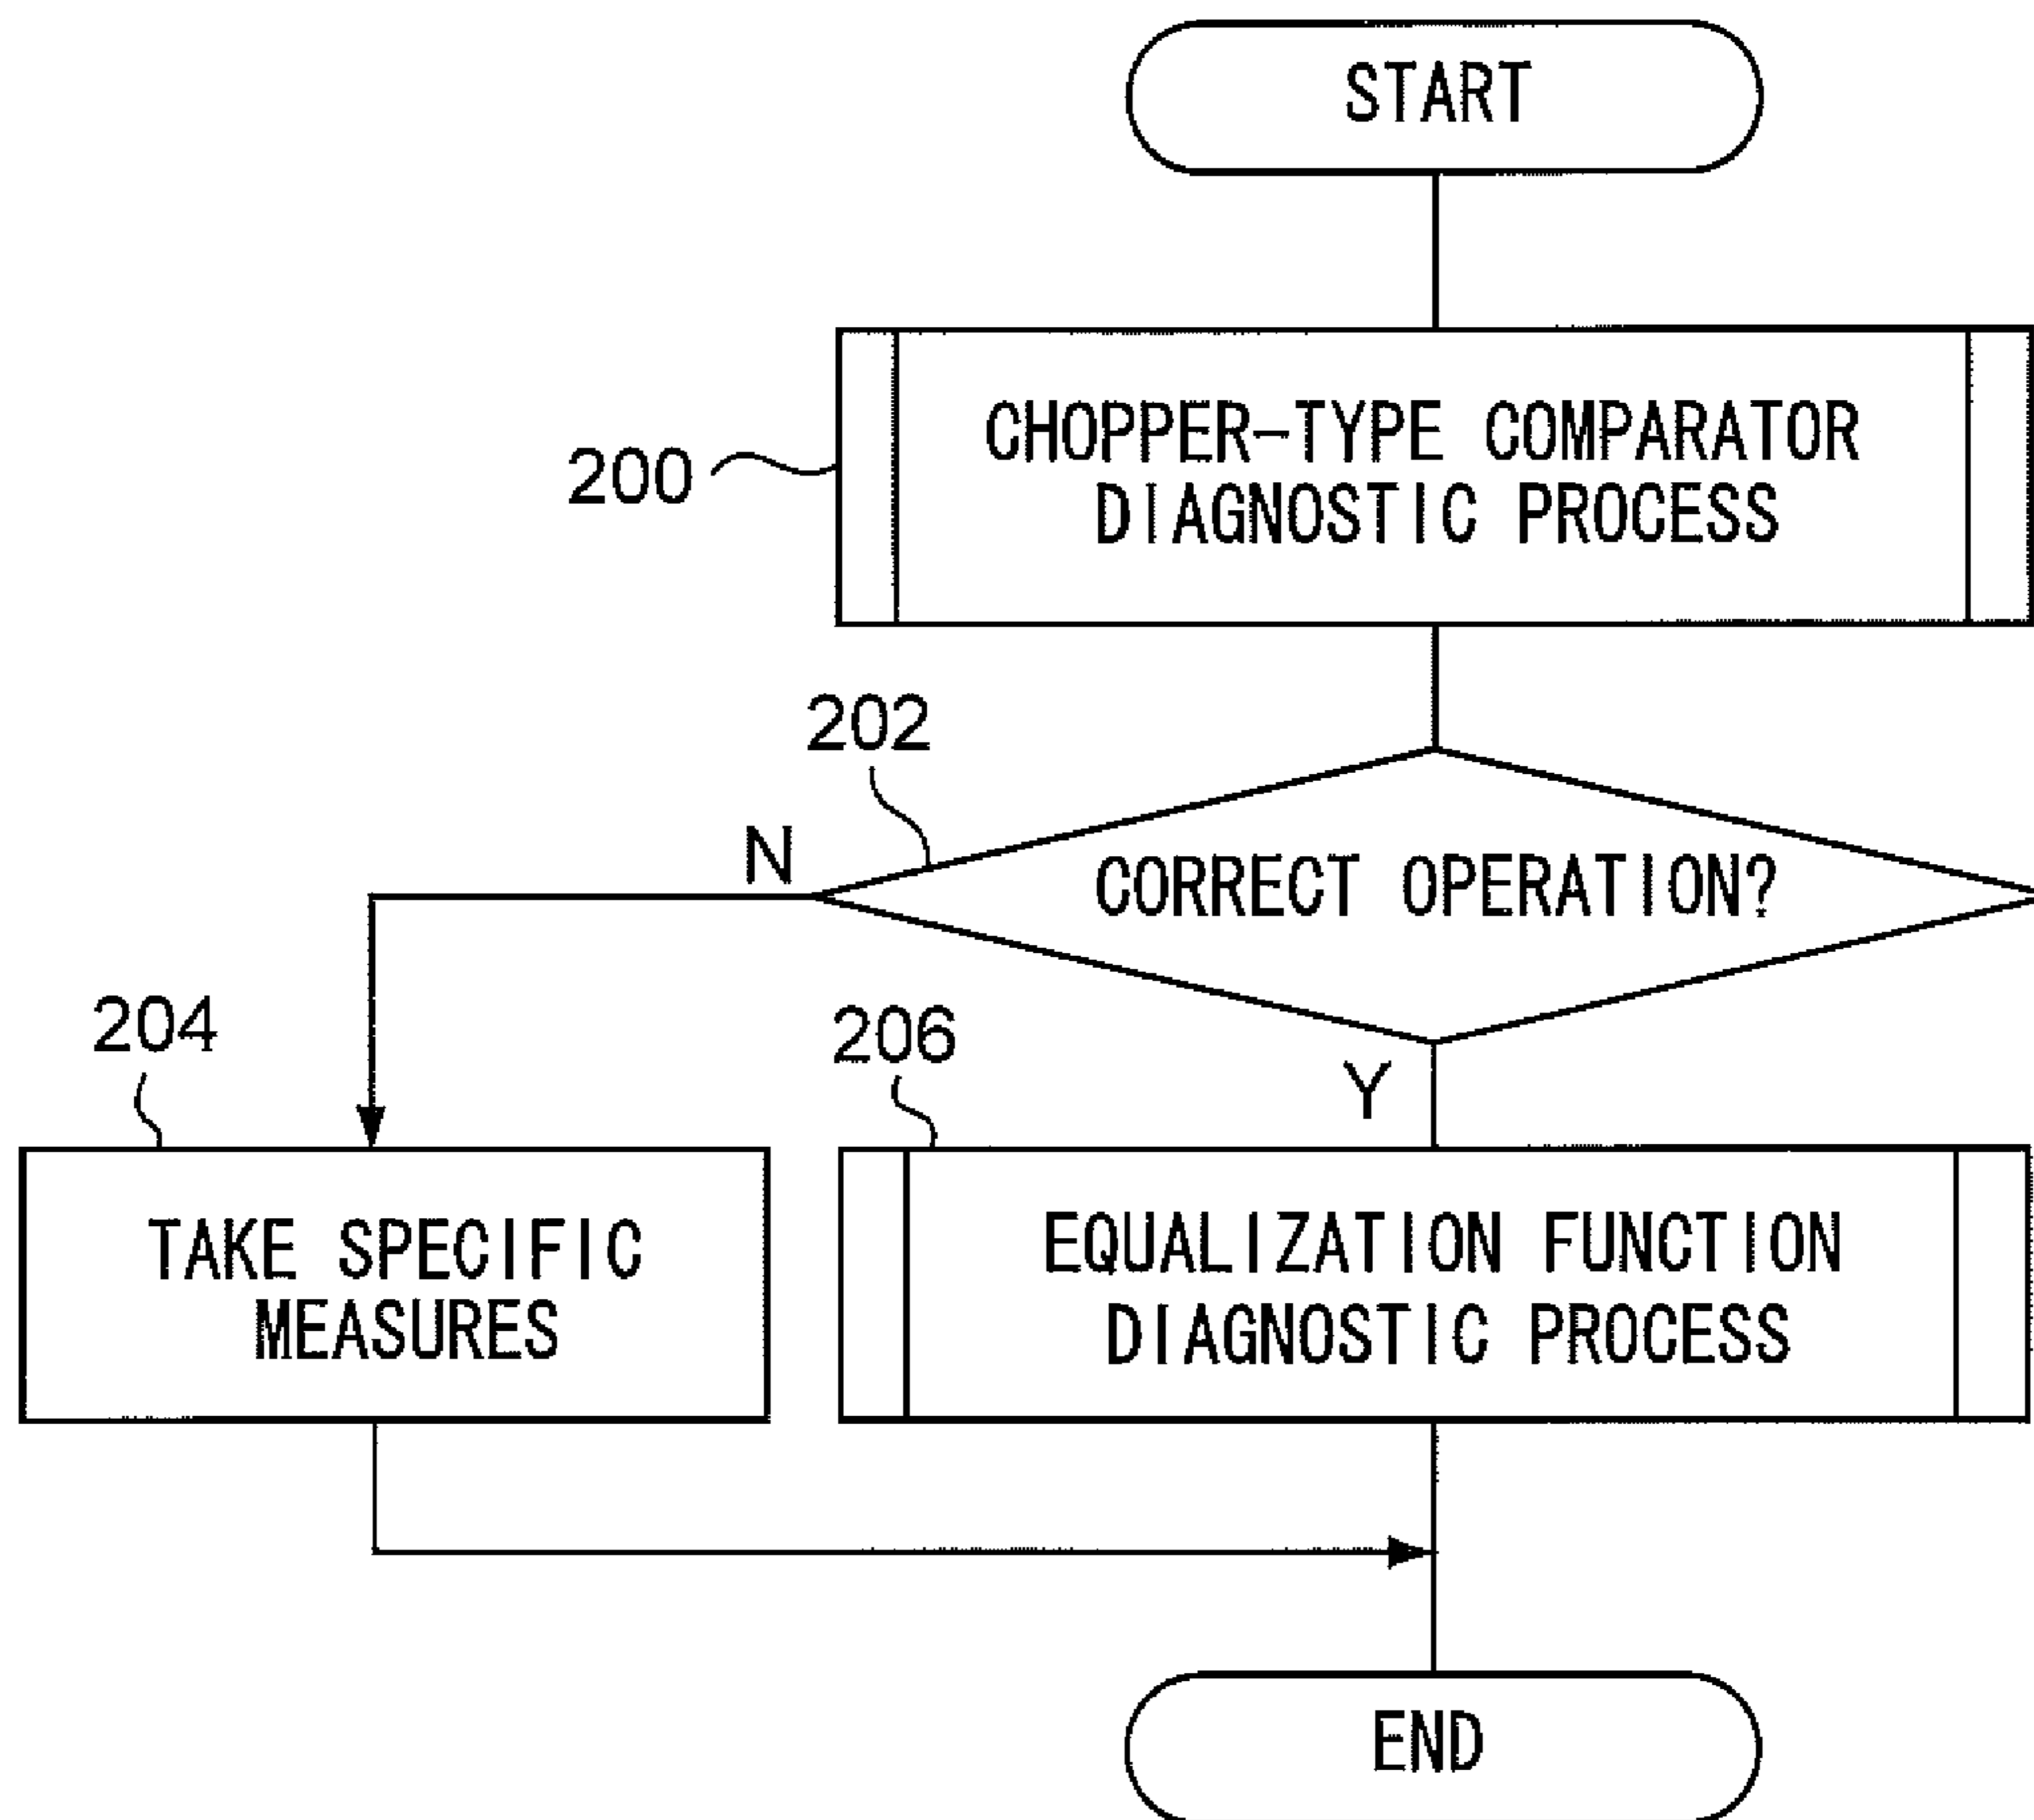 START
200
CHOPPER-TYPE COMPARATOR
DIAGNOSTIC PROCESS
202
N
CORRECT OPERATION?
204
206
Y
TAKE SPECIFIC
MEASURES
EQUALIZATION FUNCTION
DIAGNOSTIC PROCESS
END